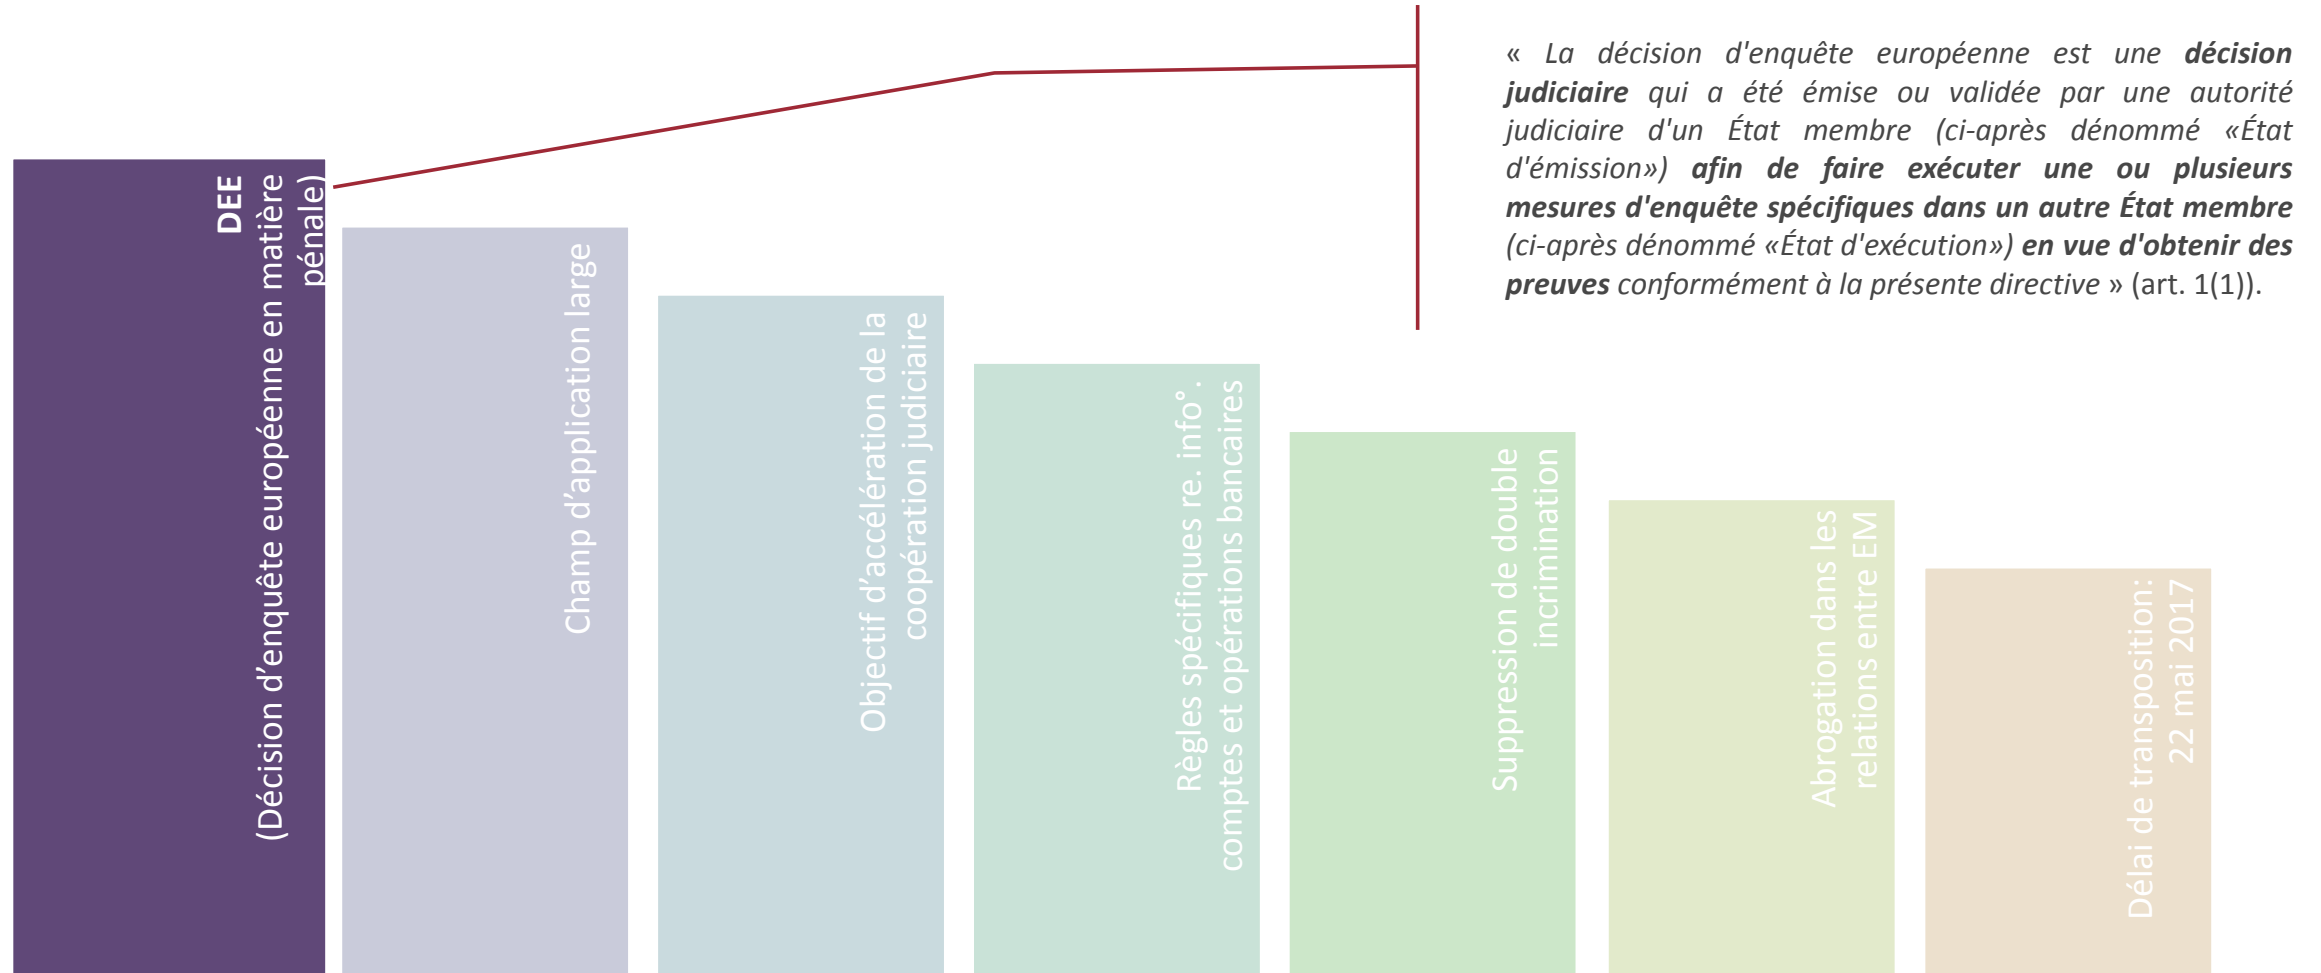 « La décision d'enquête européenne est une décision
judiciaire qui a été émise ou validée par une autorité
judiciaire d'un État membre (ci-après dénommé «État
d'émission») afin de faire exécuter une ou plusieurs
mesures d'enquête spécifiques dans un autre État membre
(ci-après dénommé «État d'exécution») en vue d'obtenir des
preuves conformément à la présente directive » (art. 1(1)).
DEE
(Décision d’enquête européenne en matière
pénale)
Champ d’application large
Objectif d’accélération de la
coopération judiciaire
Règles spécifiques re. info°.
comptes et opérations bancaires
Suppression de double
incrimination
Abrogation dans les
relations entre EM
Délai de transposition:
22 mai 2017